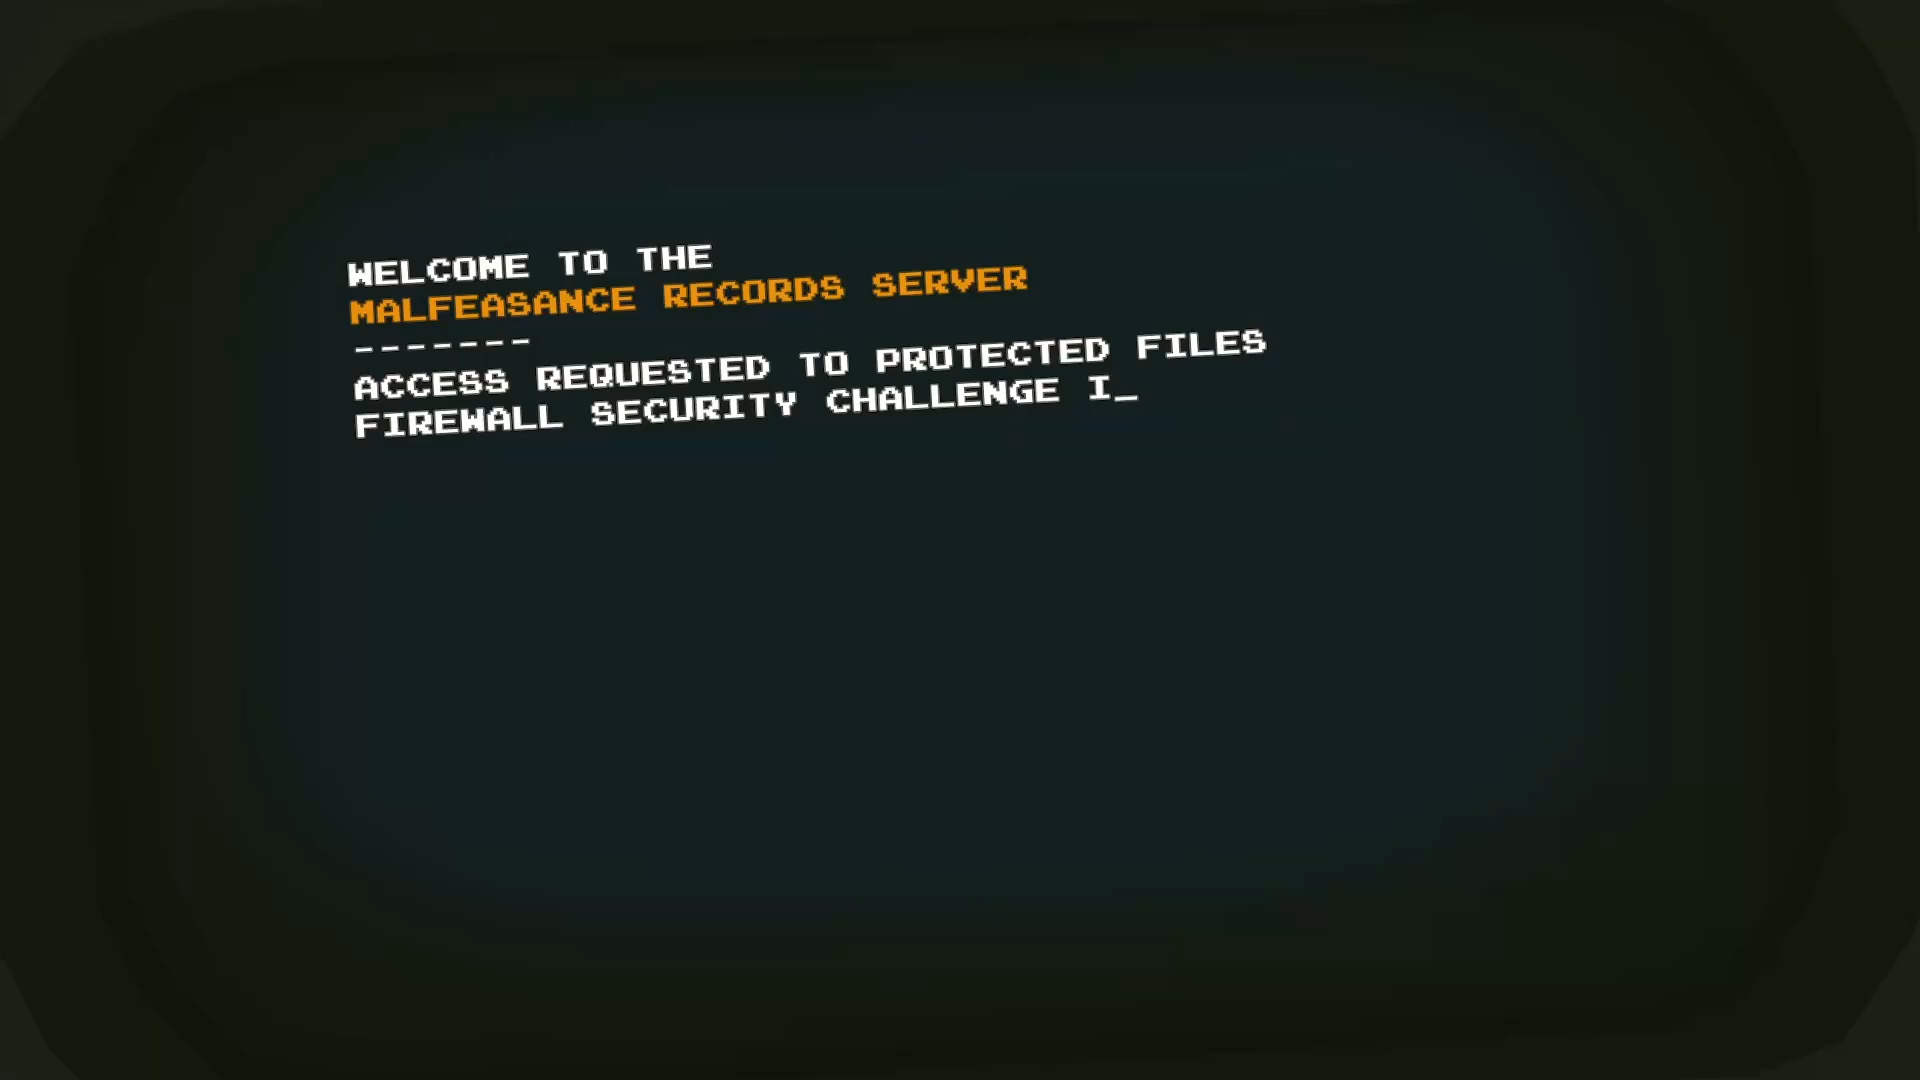 WELCOME TO THE
MALFEASANCE RECORDS SERVER
-------
ACCESS REQUESTED TO PROTECTED FILES
FIREWALL SECURITY CHALLENGE I_